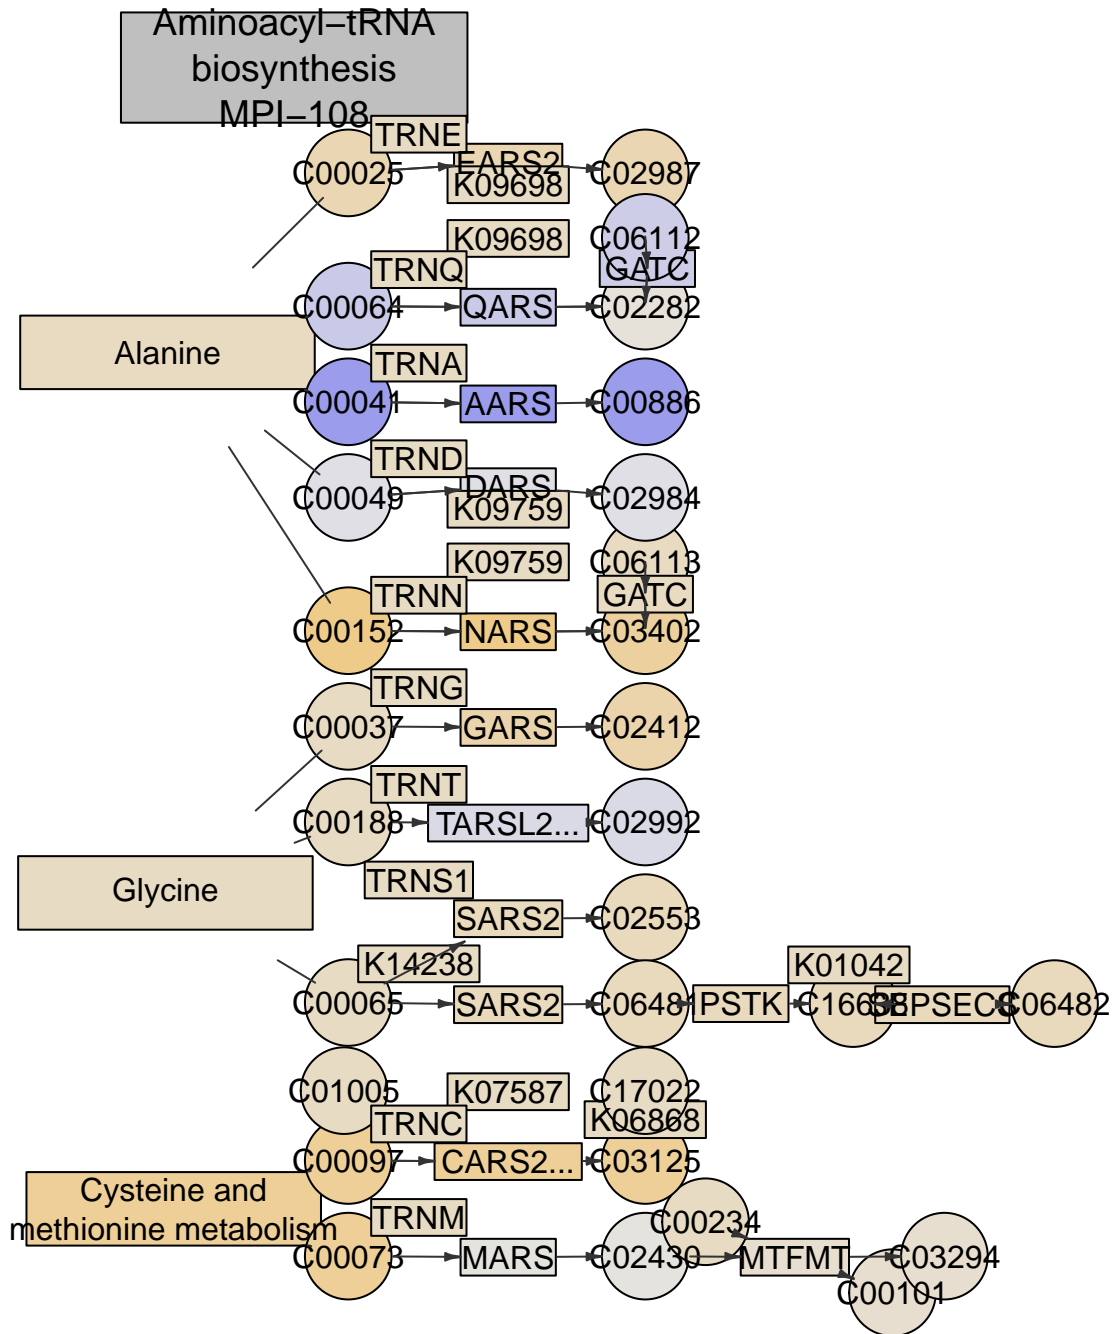 Aminoacyl−tRNA
biosynthesis
MPI−108
TRNE
C00025
EARS2
C02987
K09698
K09698
C06112
TRNQ
GATC
C00064
QARS
C02282
Alanine
TRNA
C00041
AARS
C00886
TRND
DARS
C00049
C02984
K09759
K09759
C06113
TRNN
GATC
C00152
NARS
C03402
TRNG
C00037
GARS
C02412
TRNT
C00188
TARSL2...
C02992
Glycine
TRNS1
SARS2
C02553
K14238
K01042
C00065
SARS2
C06481
PSTK
C16638
SEPSECS
C06482
C01005
K07587
C17022
TRNC
K06868
C00097
CARS2...
C03125
Cysteine and
methionine metabolism
TRNM
C00234
C00073
MARS
C02430
MTFMT
C03294
C00101